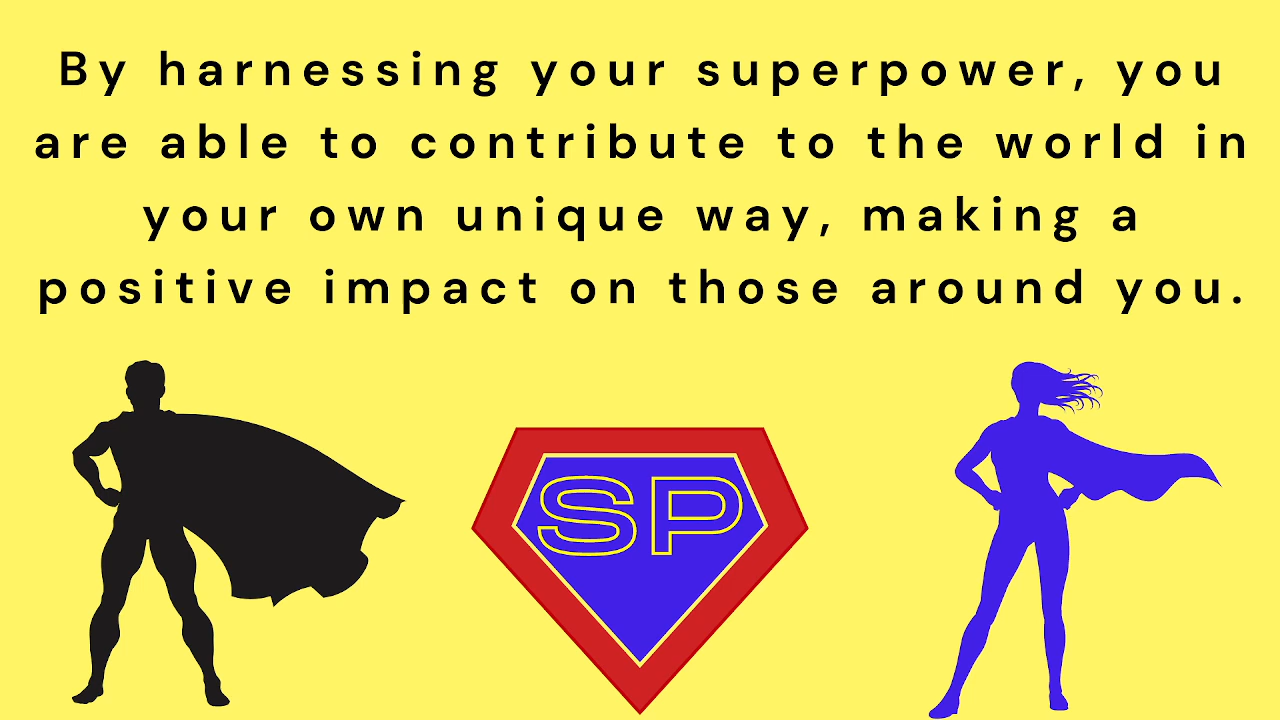 By harnessing your superpower, you
are able to contribute to the world in
your own unique way, making a
positive impact on those around you.
SP